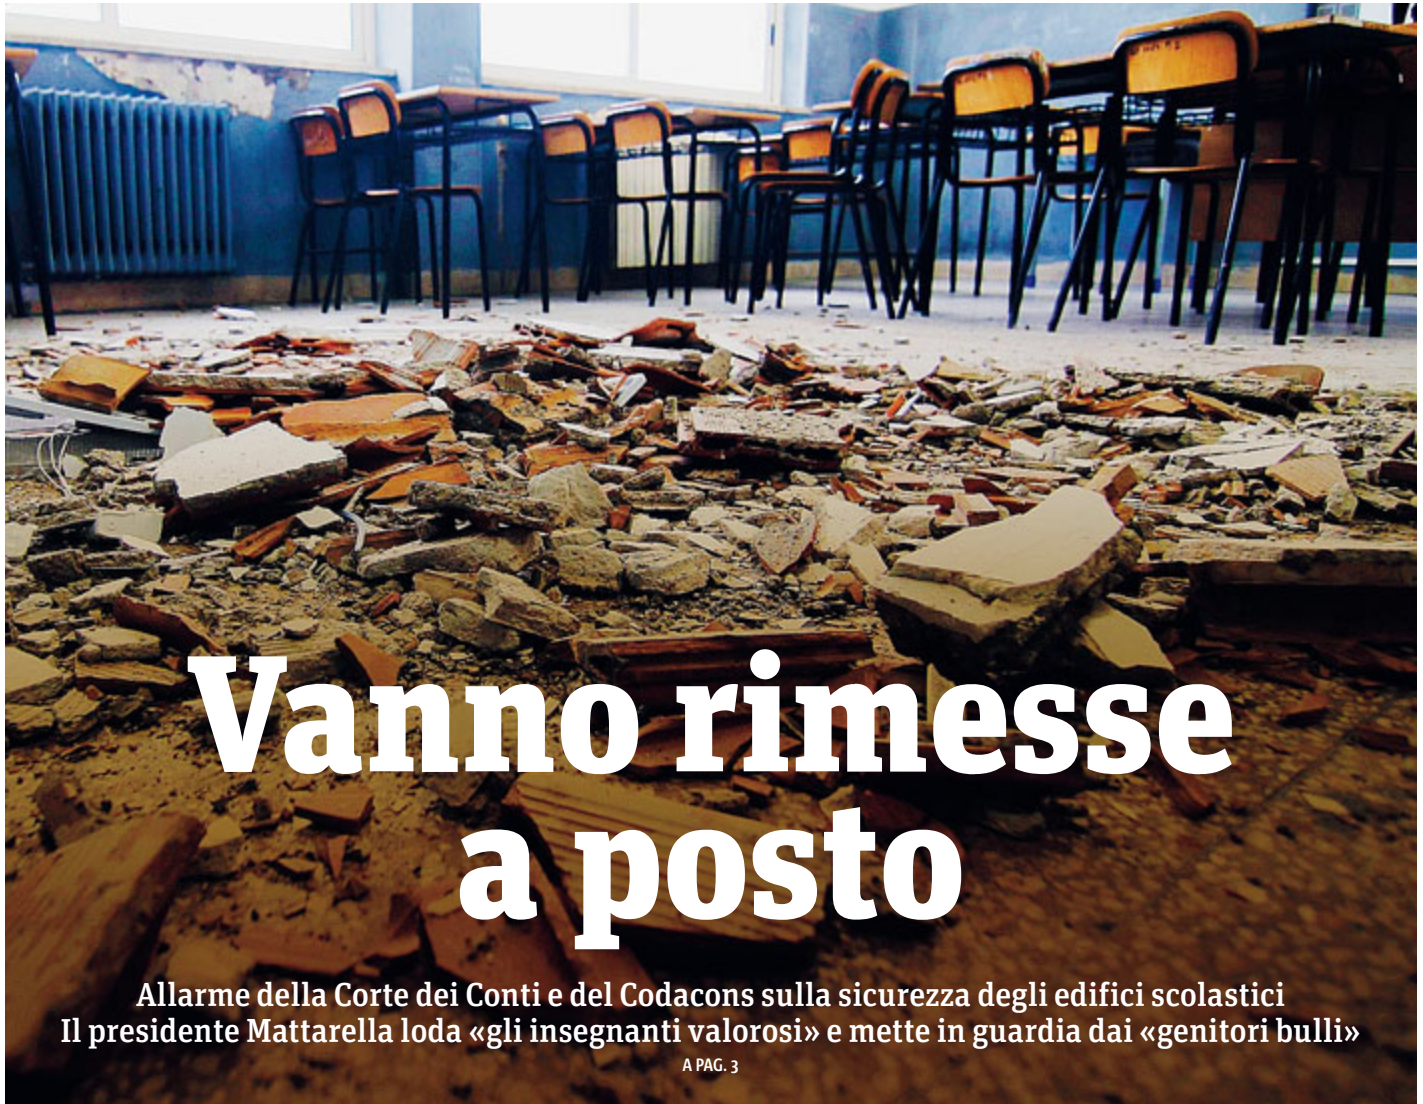 Vanno rimesse
a posto
Allarme della Corte dei Conti e del Codacons sulla sicurezza degli edifici scolastici
Il presidente Mattarella loda «gli insegnanti valorosi» e mette in guardia dai «genitori bulli»
A PAG. 3